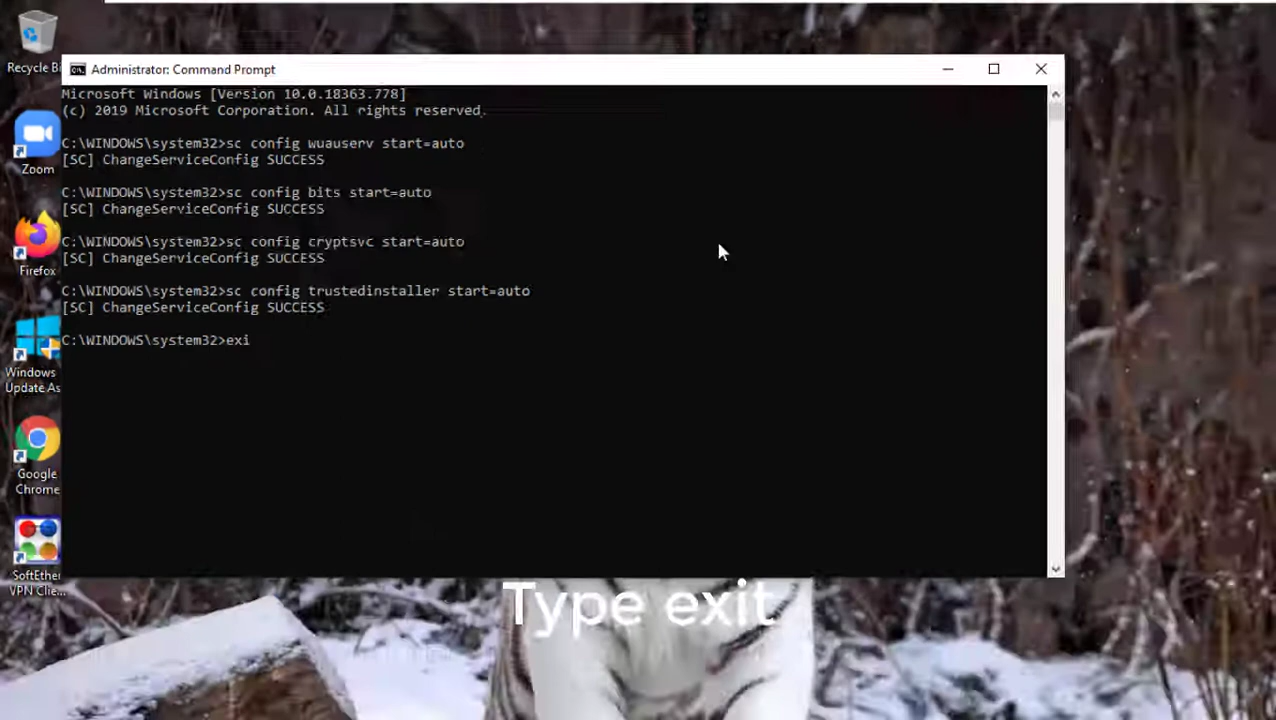 Recycle Bi
Administrator: Command Prompt
Microsoft Windows [Version 10.0.18363.778]
(c) 2019 Microsoft Corporation. All rights reserved.
C:\WINDOWS\system32>sc config wuauserv start=auto
[SC] ChangeServiceConfig SUCCESS
C:\WINDOWS\system32>sc config bits start=auto
[SC] ChangeServiceConfig SUCCESS
C:\WINDOWS\system32>sc config cryptsvc start=auto
[SC] ChangeServiceConfig SUCCESS
C:\WINDOWS\system32>sc config trustedinstaller start=auto
[SC] ChangeServiceConfig SUCCESS
C:\WINDOWS\system32>exi
Zoom
Firefox
Windows
Update As
Google
Chrome
SoftEther
VPN Clie...
Type exit